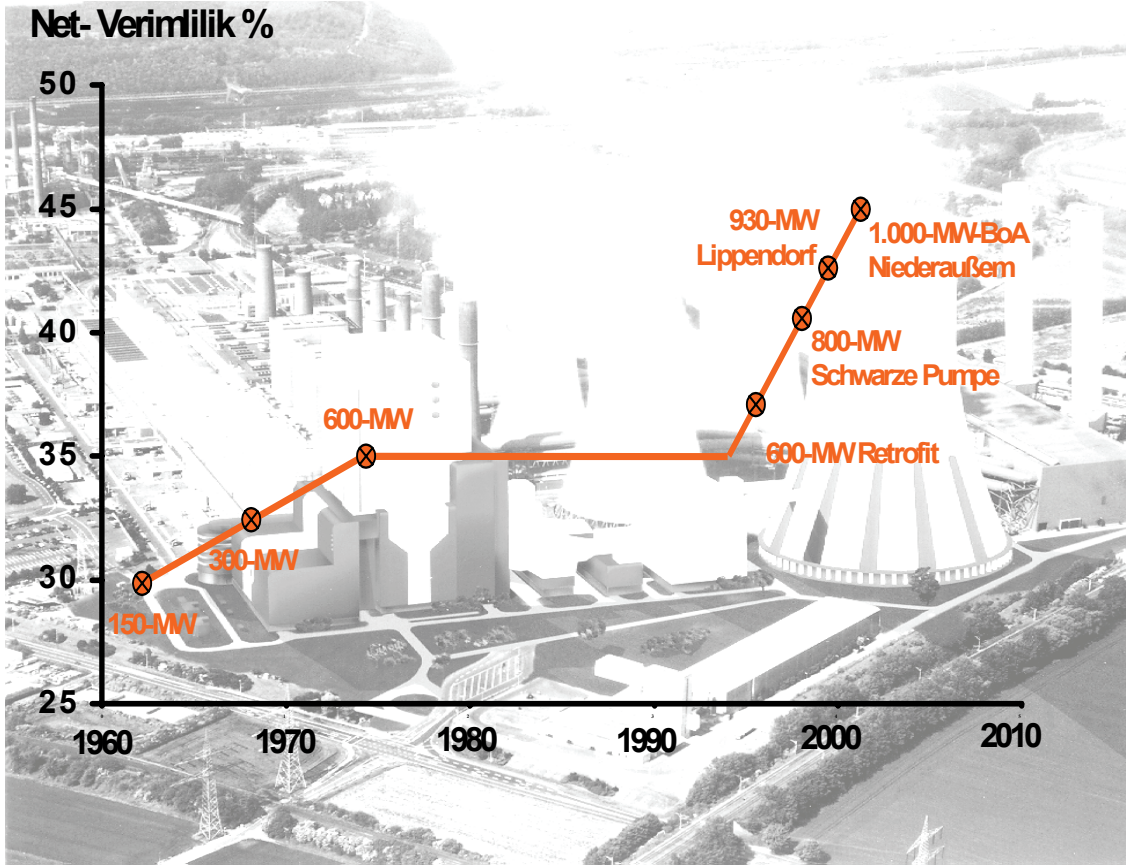 Net- Verimlilik %
50
45
40
35
30
25
1960
1970
1980
1990
2000
2010
150-MW
300-MW
600-MW
600-MW Retrofit
800-MW
Schwarze Pumpe
930-MW
Lippendorf
1.000-MW-BoA
Niederaußem